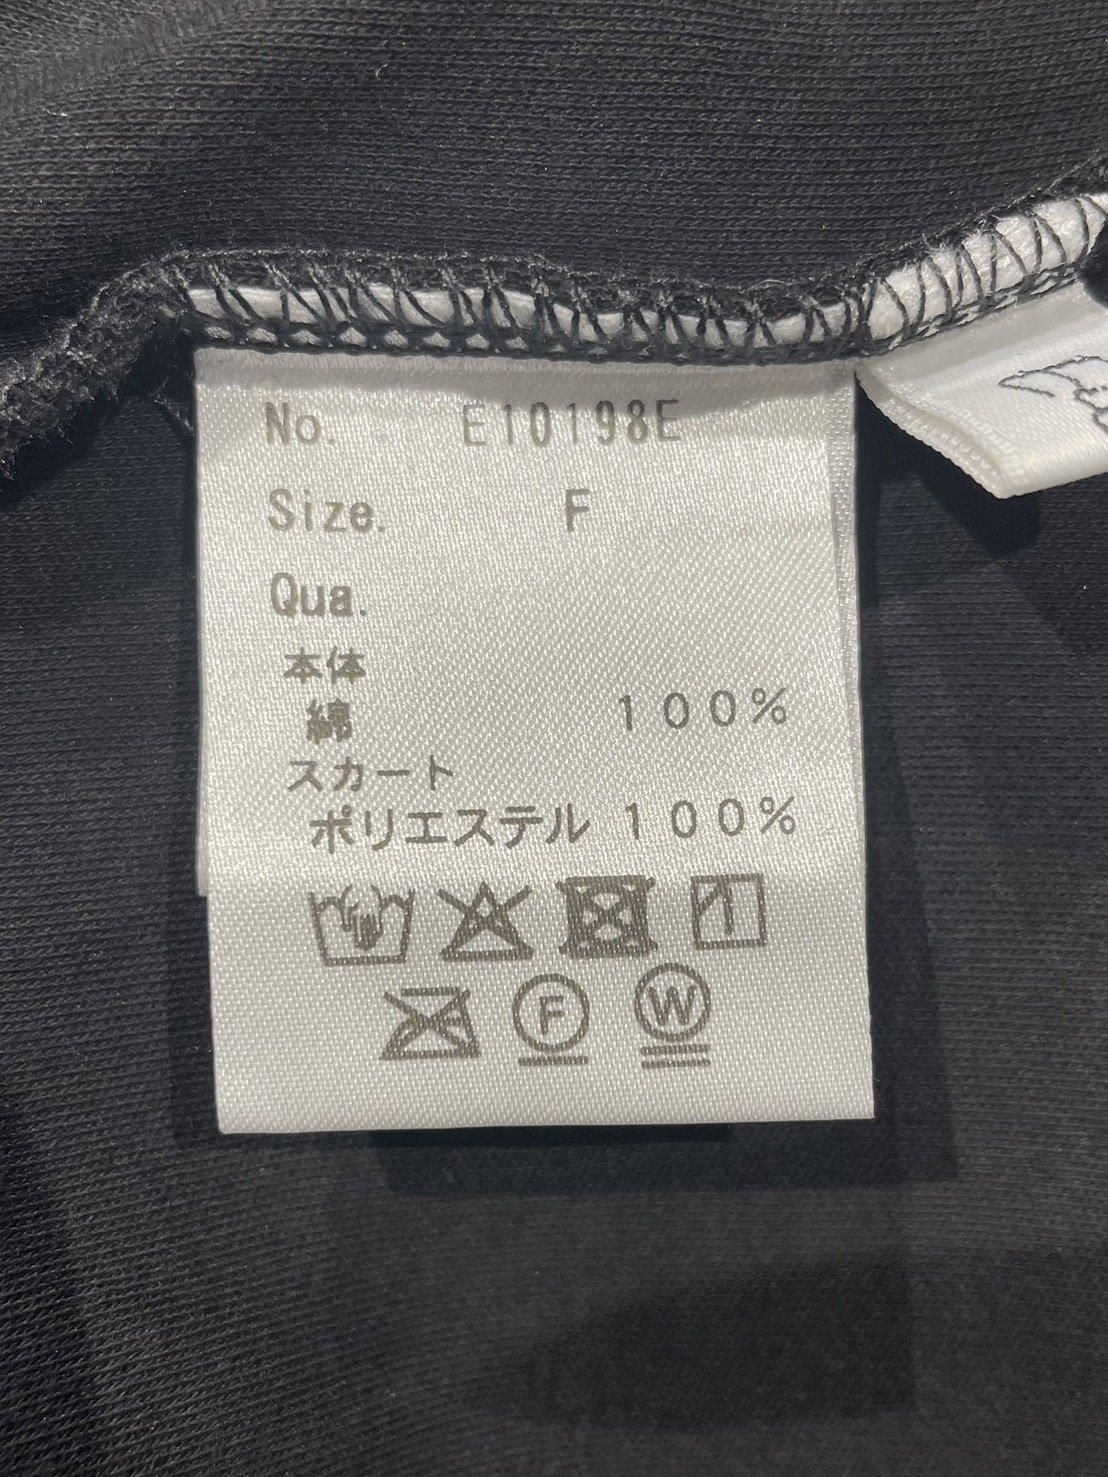 No. E10198E
Size. F
Qua.
本体
綿 100%
スカート
ポリエステル 100%
F W